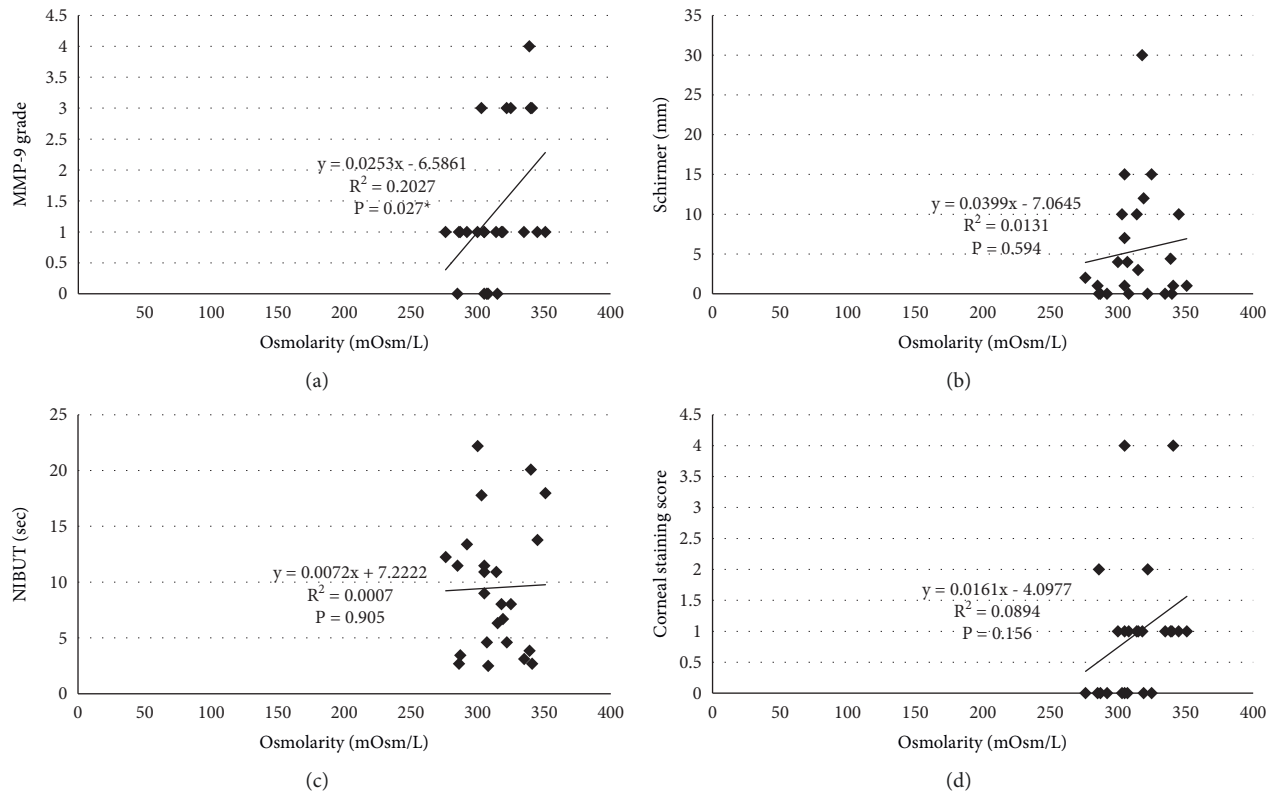 4.5
4
3.5
3
2.5
2
1.5
1
0.5
0
MMP-9 grade
y = 0.0253x - 6.5861
R² = 0.2027
P = 0.027*
50 100 150 200 250 300 350 400
Osmolarity (mOsm/L)
(a)
35
30
25
20
15
10
5
0
Schirmer (mm)
y = 0.0399x - 7.0645
R² = 0.0131
P = 0.594
0 50 100 150 200 250 300 350 400
Osmolarity (mOsm/L)
(b)
25
20
15
10
5
0
NIBUT (sec)
y = 0.0072x + 7.2222
R² = 0.0007
P = 0.905
0 50 100 150 200 250 300 350 400
Osmolarity (mOsm/L)
(c)
4.5
4
3.5
3
2.5
2
1.5
1
0.5
0
Corneal staining score
y = 0.0161x - 4.0977
R² = 0.0894
P = 0.156
0 50 100 150 200 250 300 350 400
Osmolarity (mOsm/L)
(d)